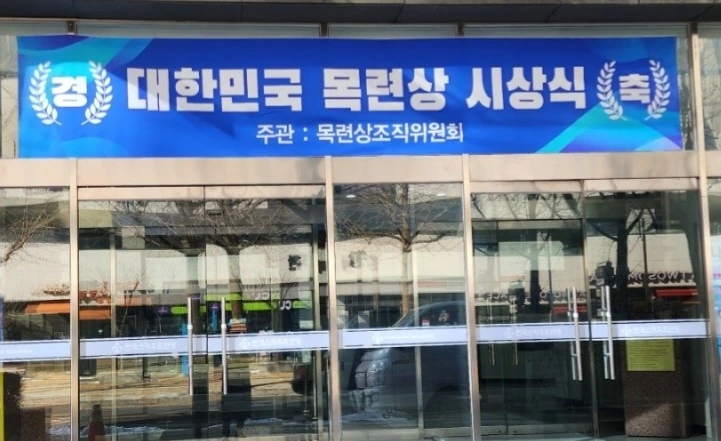 경 대한민국 목련상 시상식 축
주관 : 목련상조직위원회